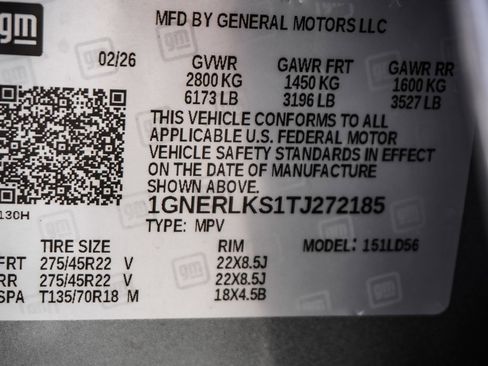 gm
MFD BY GENERAL MOTORS LLC
02/26 GVWR GAWR FRT GAWR RR
2800 KG 1450 KG 1600 KG
6173 LB 3196 LB 3527 LB
THIS VEHICLE CONFORMS TO ALL
APPLICABLE U.S. FEDERAL MOTOR
VEHICLE SAFETY STANDARDS IN EFFECT
ON THE DATE OF MANUFACTURE
SHOWN ABOVE.
1GNERLKS1TJ272185
130H
TYPE: MPV
TIRE SIZE RIM MODEL: 151LD56
FRT 275/45R22 V 22X8.5J
RR 275/45R22 V 22X8.5J
SPA T135/70R18 M 18X4.5B